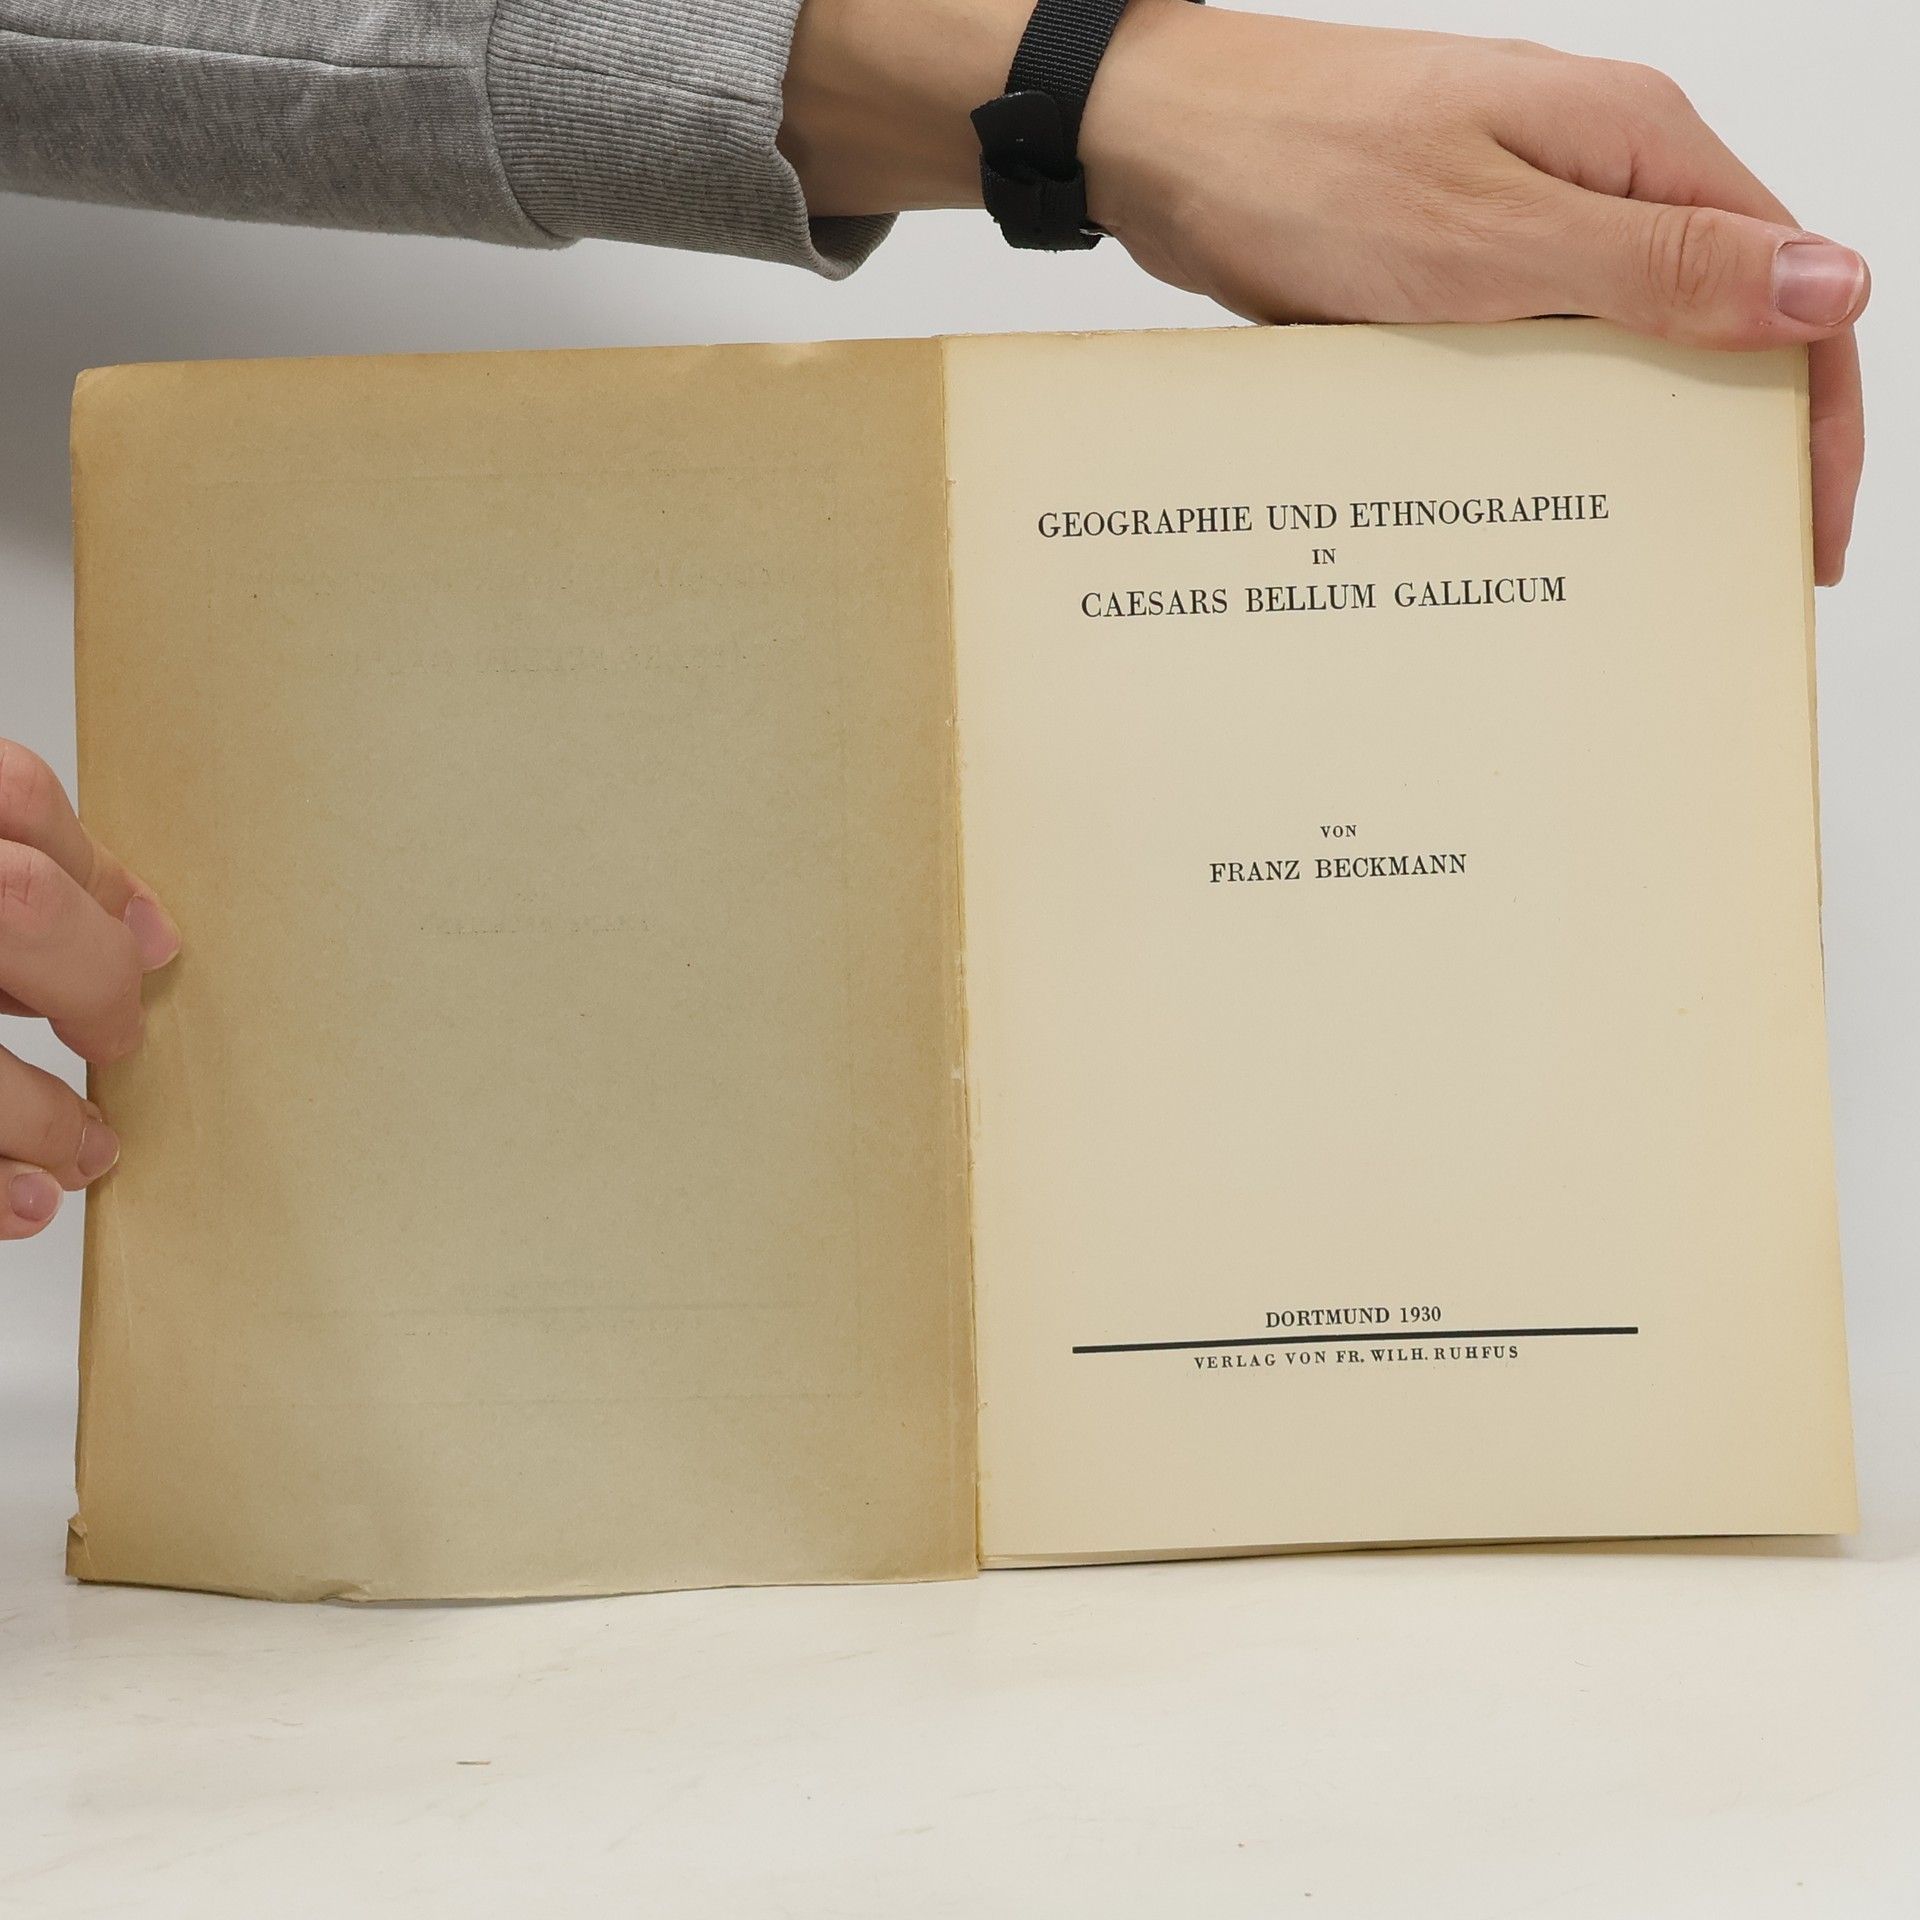 GEOGRAPHIE UND ETHNOGRAPHIE
IN
CAESARS BELLUM GALLICUM
VON
FRANZ BECKMANN
DORTMUND 1930
VERLAG VON FR. WILH. RUHFUS